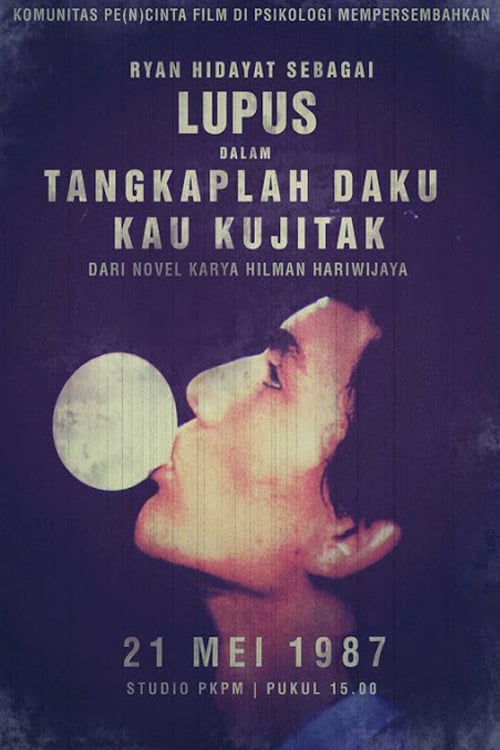 KOMUNITAS PE(N)CINTA FILM DI PSIKOLOGI MEMPERSEMBAHKAN
RYAN HIDAYAT SEBAGAI
LUPUS
DALAM
TANGKAPLAH DAKU
KAU KUJITAK
DARI NOVEL KARYA HILMAN HARIWIJAYA
21 MEI 1987
STUDIO PKPM | PUKUL 15.00